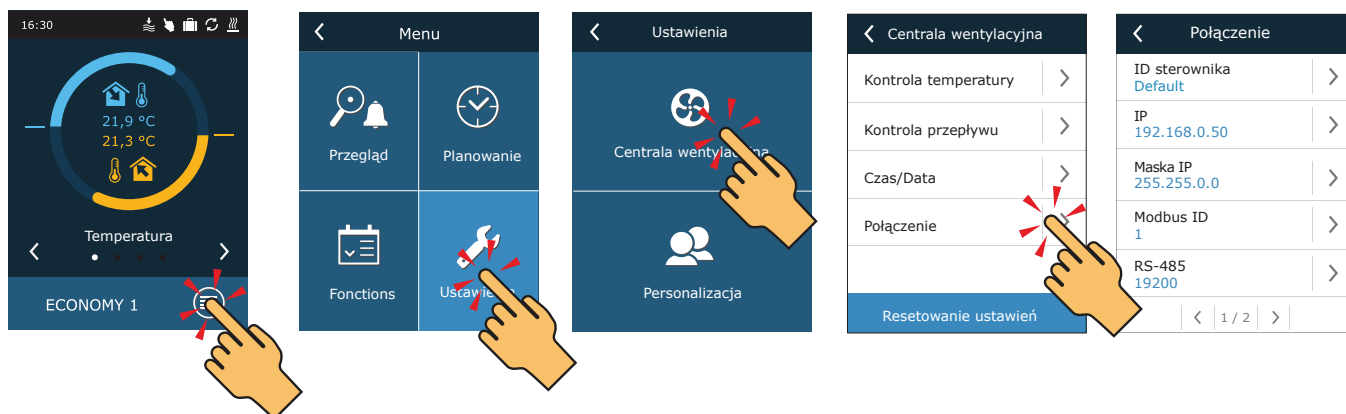 16:30
21,9 °C
21,3 °C
Temperatura
ECONOMY 1
Menu
Przegląd
Planowanie
Fonctions
Ustawienia
Ustawienia
Centrala wentylacyjna
Personalizacja
Centrala wentylacyjna
Kontrola temperatury
Kontrola przepływu
Czas/Data
Połączenie
Resetowanie ustawień
Połączenie
ID sterownika
Default
IP
192.168.0.50
Maska IP
255.255.0.0
Modbus ID
1
RS-485
19200
1 / 2